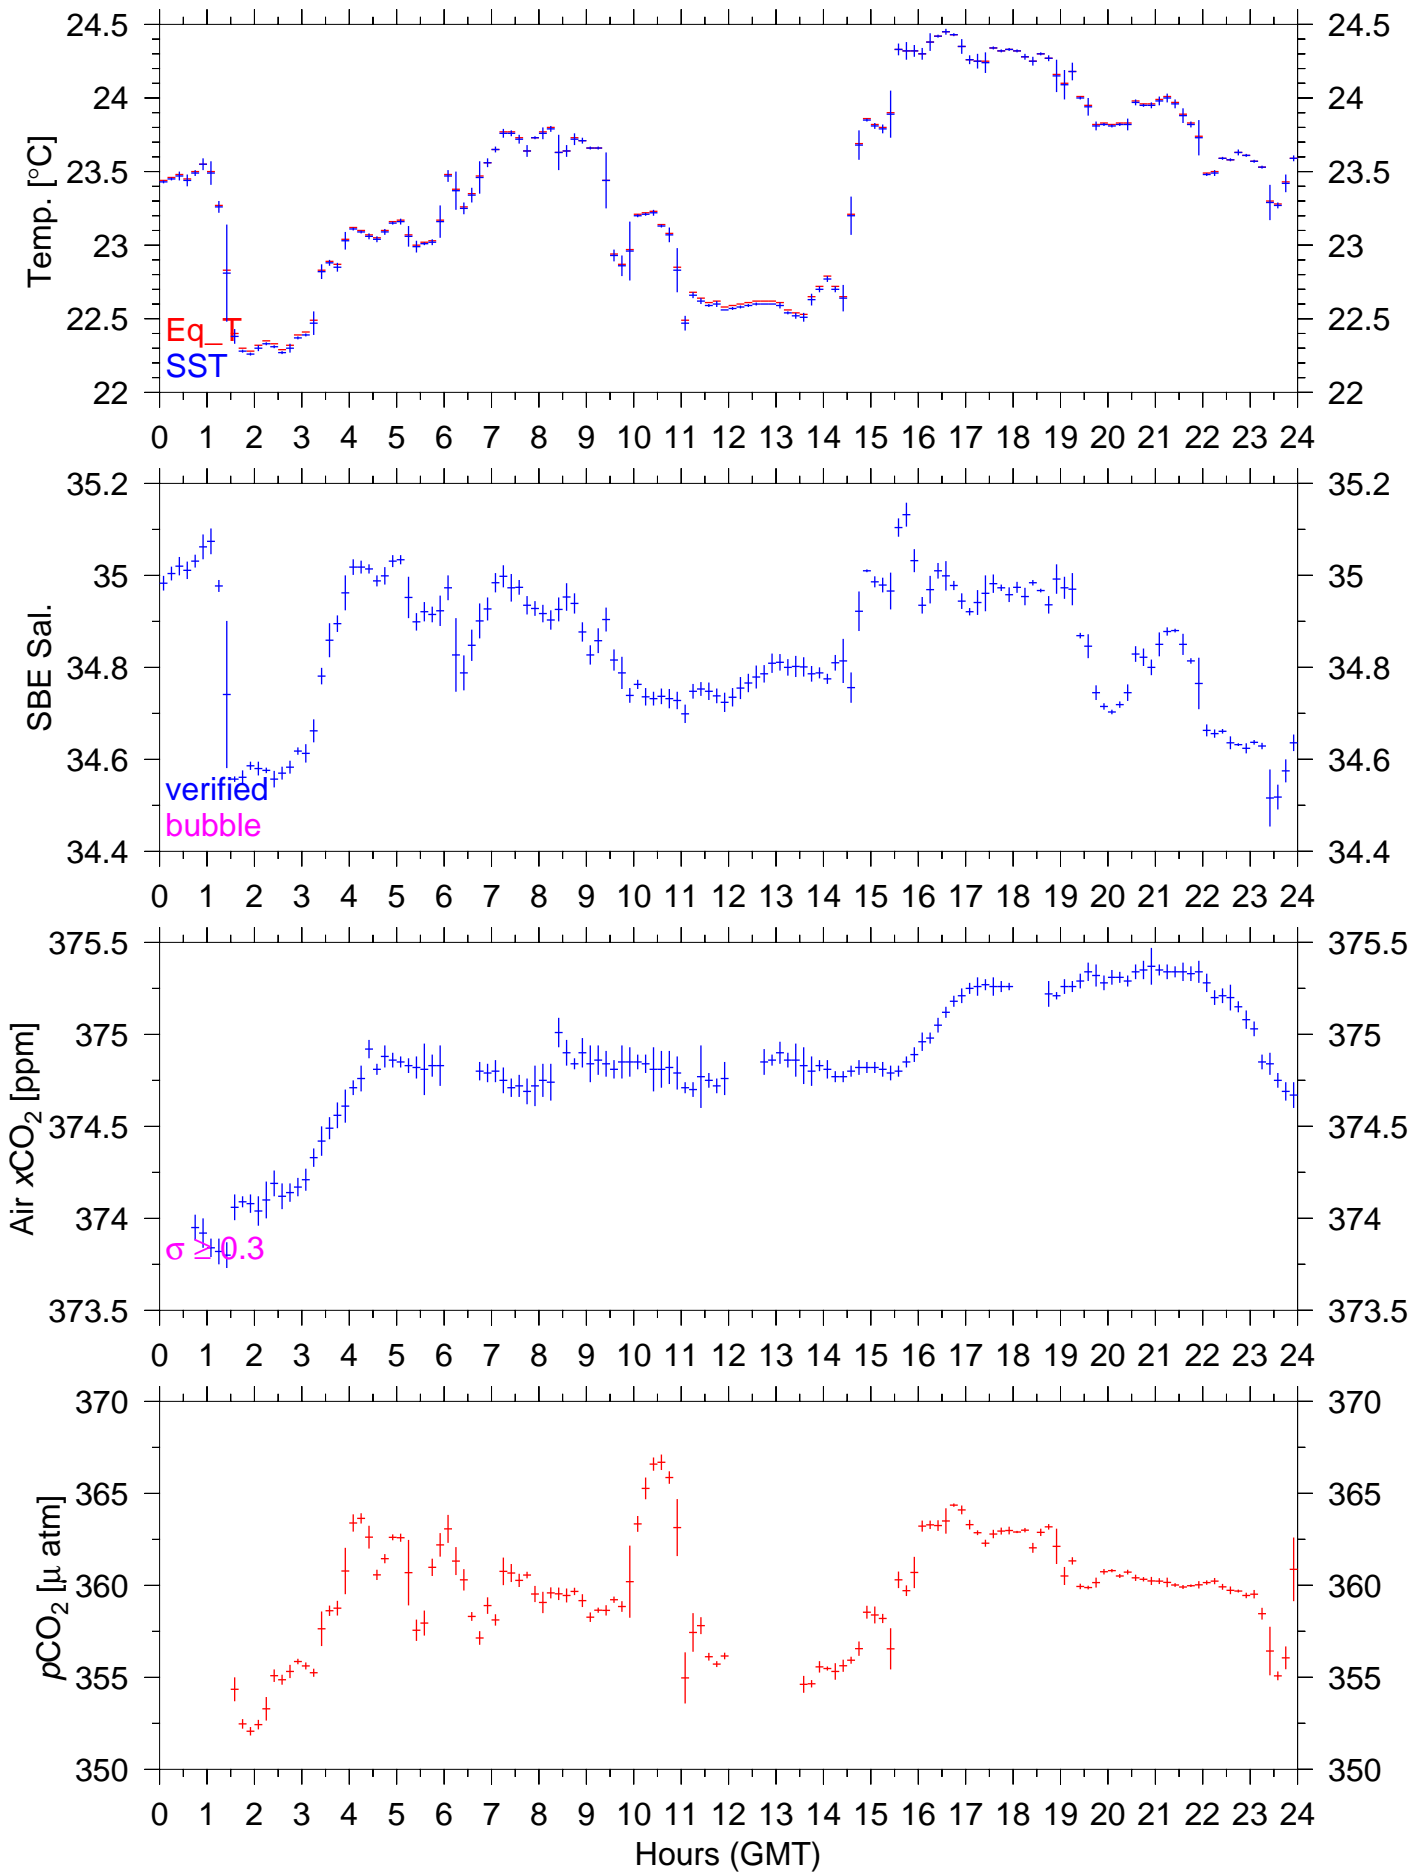 24.5 24.5
24 24
23.5 23.5
23 23
22.5 22.5
22 22
Temp. [°C]
Eq_T
SST
0 1 2 3 4 5 6 7 8 9 10 11 12 13 14 15 16 17 18 19 20 21 22 23 24
35.2 35.2
35 35
34.8 34.8
34.6 34.6
34.4 34.4
SBE Sal.
verified
bubble
0 1 2 3 4 5 6 7 8 9 10 11 12 13 14 15 16 17 18 19 20 21 22 23 24
375.5 375.5
375 375
374.5 374.5
374 374
373.5 373.5
Air xCO₂ [ppm]
σ ≥ 0.3
0 1 2 3 4 5 6 7 8 9 10 11 12 13 14 15 16 17 18 19 20 21 22 23 24
370 370
365 365
360 360
355 355
350 350
pCO₂ [µ atm]
0 1 2 3 4 5 6 7 8 9 10 11 12 13 14 15 16 17 18 19 20 21 22 23 24
Hours (GMT)